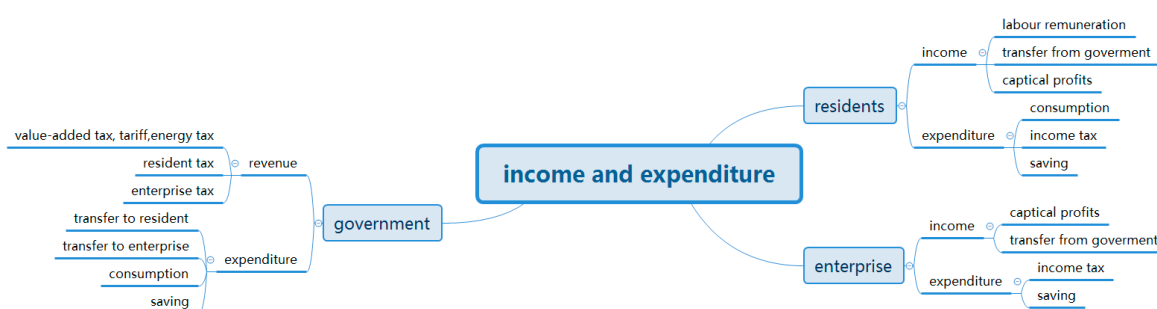 income and expenditure
residents
income
labour remuneration
transfer from goverment
captical profits
expenditure
consumption
income tax
saving
enterprise
income
captical profits
transfer from goverment
expenditure
income tax
saving
government
revenue
value-added tax, tariff,energy tax
resident tax
enterprise tax
expenditure
transfer to resident
transfer to enterprise
consumption
saving